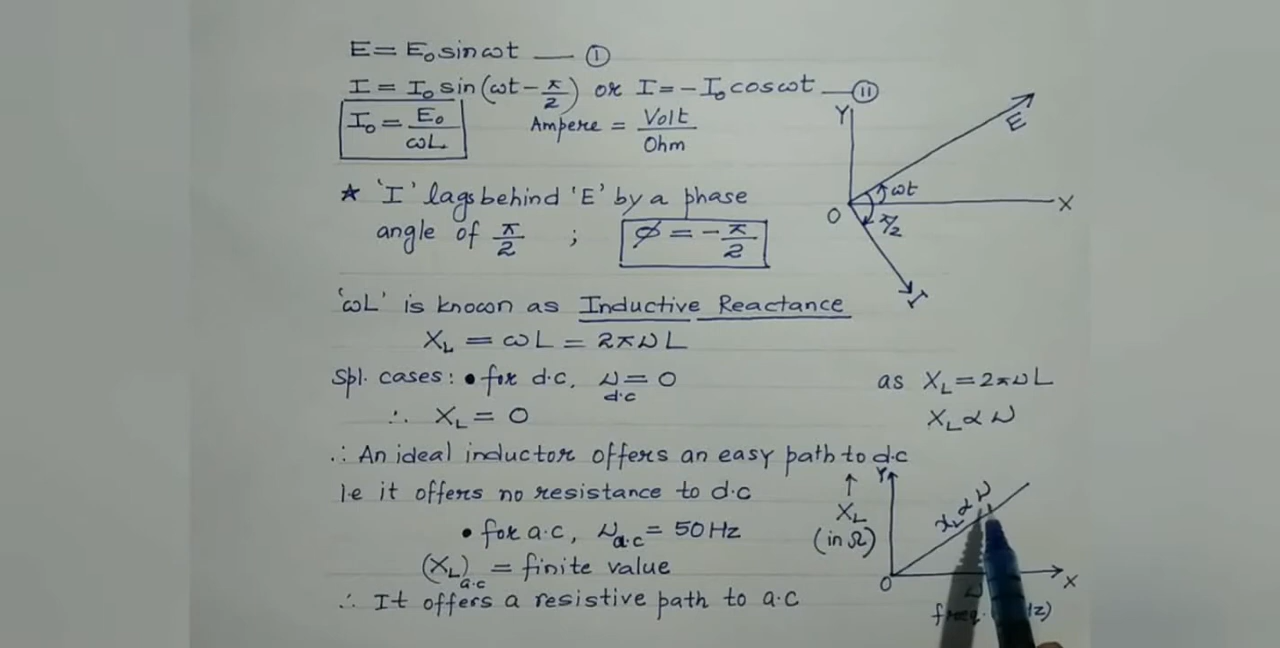 E = E₀ sin ωt —— Ⓘ
I = I₀ sin (ωt − π/2) or I = − I₀ cos ωt — ⒾⒾ
I₀ = E₀/ωL Ampere = Volt/Ohm
★ 'I' lags behind 'E' by a phase
angle of π/2 ; ø = − π/2
Y
E
ωt
O
X
π/2
I
'ωL' is known as Inductive Reactance
X_L = ωL = 2πνL
Spl. cases : • for d.c, ν_d.c = 0
∴ X_L = 0
as X_L = 2πνL
X_L α ν
∴ An ideal inductor offers an easy path to d.c
Ie it offers no resistance to d.c
• for a.c, ν_a.c = 50 Hz
(X_L)_a.c = finite value
∴ It offers a resistive path to a.c
↑ Y
X_L
(in Ω)
X_L α ν
O
X
ν